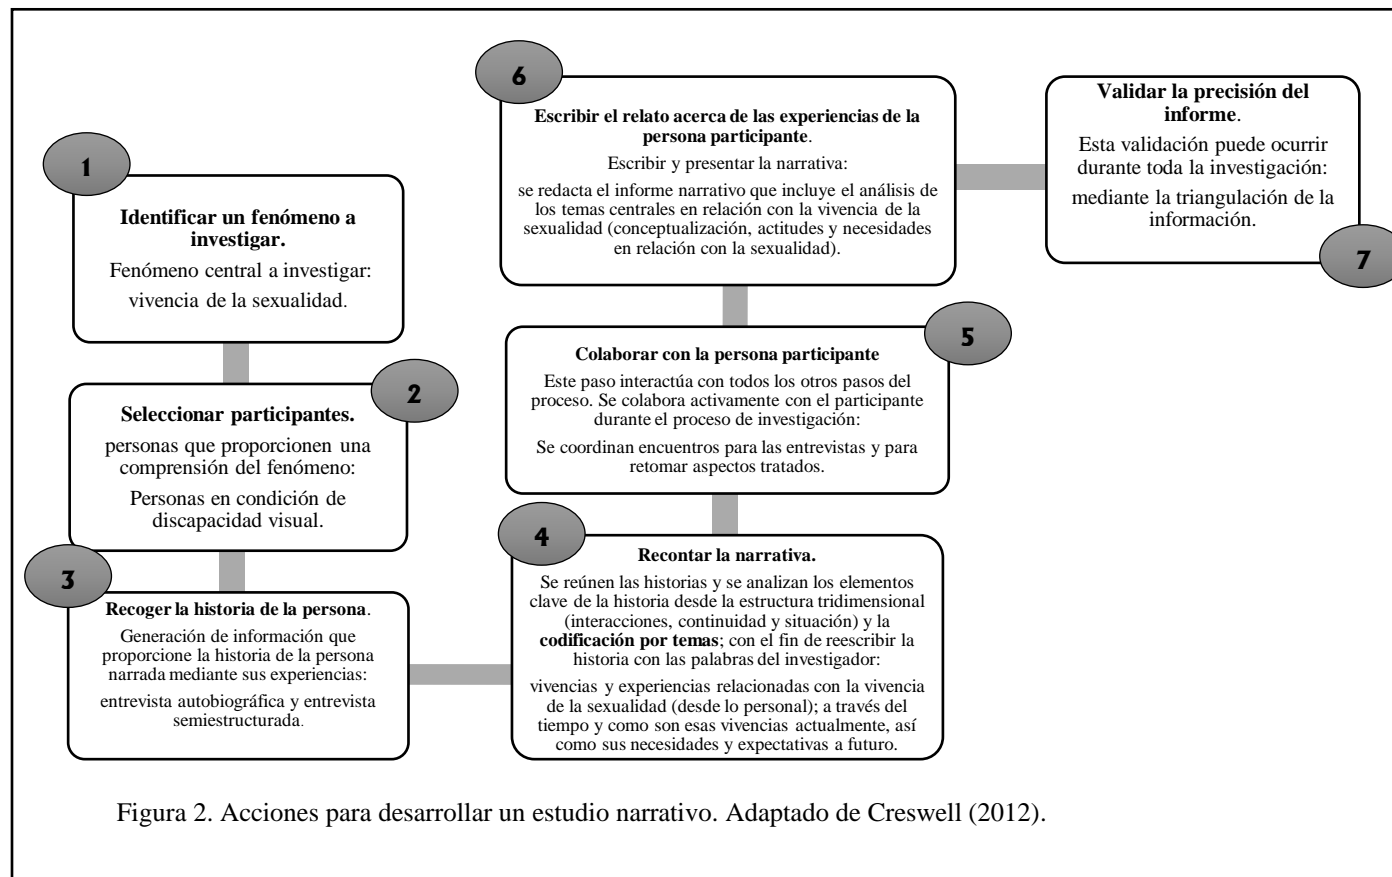 1
Identificar un fenómeno a
investigar.
Fenómeno central a investigar:
vivencia de la sexualidad.
2
Seleccionar participantes.
personas que proporcionen una
comprensión del fenómeno:
Personas en condición de
discapacidad visual.
3
Recoger la historia de la persona.
Generación de información que
proporcione la historia de la persona
narrada mediante sus experiencias:
entrevista autobiográfica y entrevista
semiestructurada.
4
Recontar la narrativa.
Se reúnen las historias y se analizan los elementos
clave de la historia desde la estructura tridimensional
(interacciones, continuidad y situación) y la
codificación por temas; con el fin de reescribir la
historia con las palabras del investigador:
vivencias y experiencias relacionadas con la vivencia
de la sexualidad (desde lo personal); a través del
tiempo y como son esas vivencias actualmente, así
como sus necesidades y expectativas a futuro.
5
Colaborar con la persona participante
Este paso interactúa con todos los otros pasos del
proceso. Se colabora activamente con el participante
durante el proceso de investigación:
Se coordinan encuentros para las entrevistas y para
retomar aspectos tratados.
6
Escribir el relato acerca de las experiencias de la
persona participante.
Escribir y presentar la narrativa:
se redacta el informe narrativo que incluye el análisis de
los temas centrales en relación con la vivencia de la
sexualidad (conceptualización, actitudes y necesidades
en relación con la sexualidad).
Validar la precisión del
informe.
Esta validación puede ocurrir
durante toda la investigación:
mediante la triangulación de la
información.
7
Figura 2. Acciones para desarrollar un estudio narrativo. Adaptado de Creswell (2012).